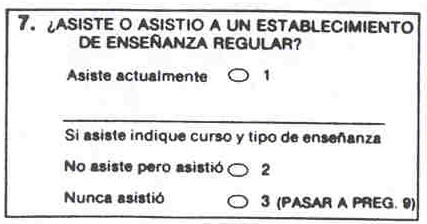 7. ¿ASISTE O ASISTIO A UN ESTABLECIMIENTO
DE ENSEÑANZA REGULAR?
Asiste actualmente 1
Si asiste indique curso y tipo de enseñanza
No asiste pero asistió 2
Nunca asistió 3 (PASAR A PREG. 9)